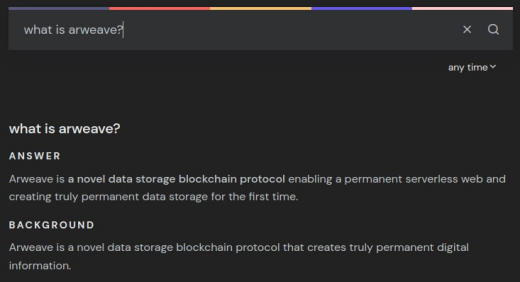 what is arweave?
any time
what is arweave?
ANSWER
Arweave is a novel data storage blockchain protocol enabling a permanent serverless web and
creating truly permanent data storage for the first time.
BACKGROUND
Arweave is a novel data storage blockchain protocol that creates truly permanent digital
information.